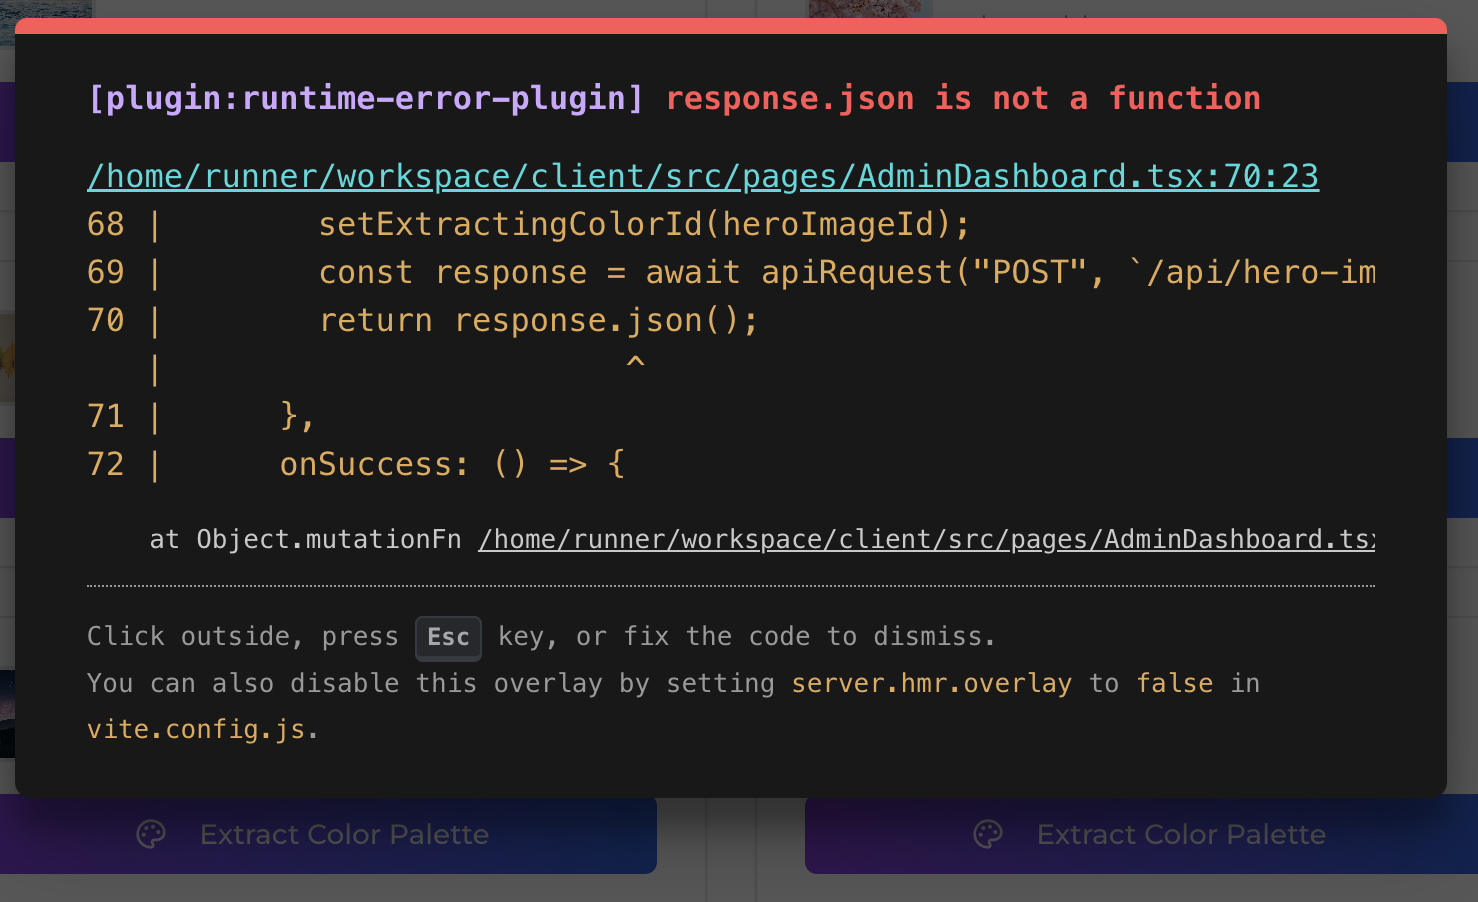 [plugin:runtime-error-plugin] response.json is not a function
/home/runner/workspace/client/src/pages/AdminDashboard.tsx:70:23
68 |        setExtractingColorId(heroImageId);
69 |        const response = await apiRequest("POST", `/api/hero-im
70 |        return response.json();
   |                        ^
71 |      },
72 |      onSuccess: () => {
at Object.mutationFn /home/runner/workspace/client/src/pages/AdminDashboard.ts
Click outside, press Esc key, or fix the code to dismiss.
You can also disable this overlay by setting server.hmr.overlay to false in
vite.config.js.
Extract Color Palette
Extract Color Palette